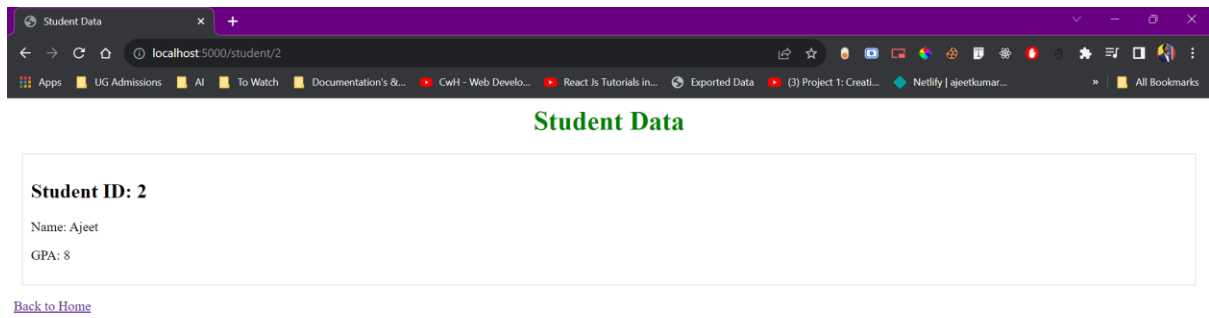 Student Data
localhost:5000/student/2
Apps UG Admissions AI To Watch Documentation's &... CwH - Web Develo... React Js Tutorials in... Exported Data (3) Project 1: Creati... Netlify | ajeetkumar... » All Bookmarks
Student Data
Student ID: 2
Name: Ajeet
GPA: 8
Back to Home